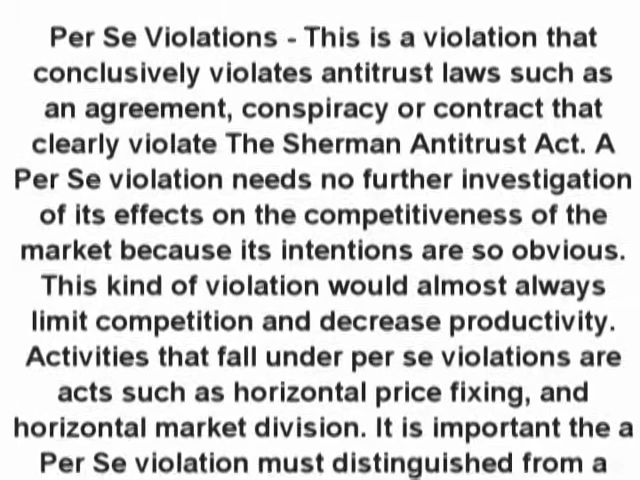 Per Se Violations - This is a violation that
conclusively violates antitrust laws such as
an agreement, conspiracy or contract that
clearly violate The Sherman Antitrust Act. A
Per Se violation needs no further investigation
of its effects on the competitiveness of the
market because its intentions are so obvious.
This kind of violation would almost always
limit competition and decrease productivity.
Activities that fall under per se violations are
acts such as horizontal price fixing, and
horizontal market division. It is important the a
Per Se violation must distinguished from a